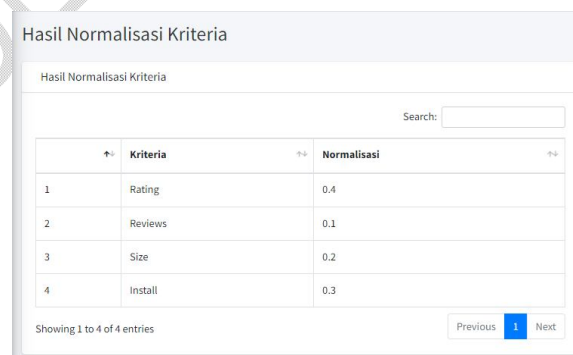 Hasil Normalisasi Kriteria
Hasil Normalisasi Kriteria
Search:
Kriteria Normalisasi
1 Rating 0.4
2 Reviews 0.1
3 Size 0.2
4 Install 0.3
Showing 1 to 4 of 4 entries Previous 1 Next